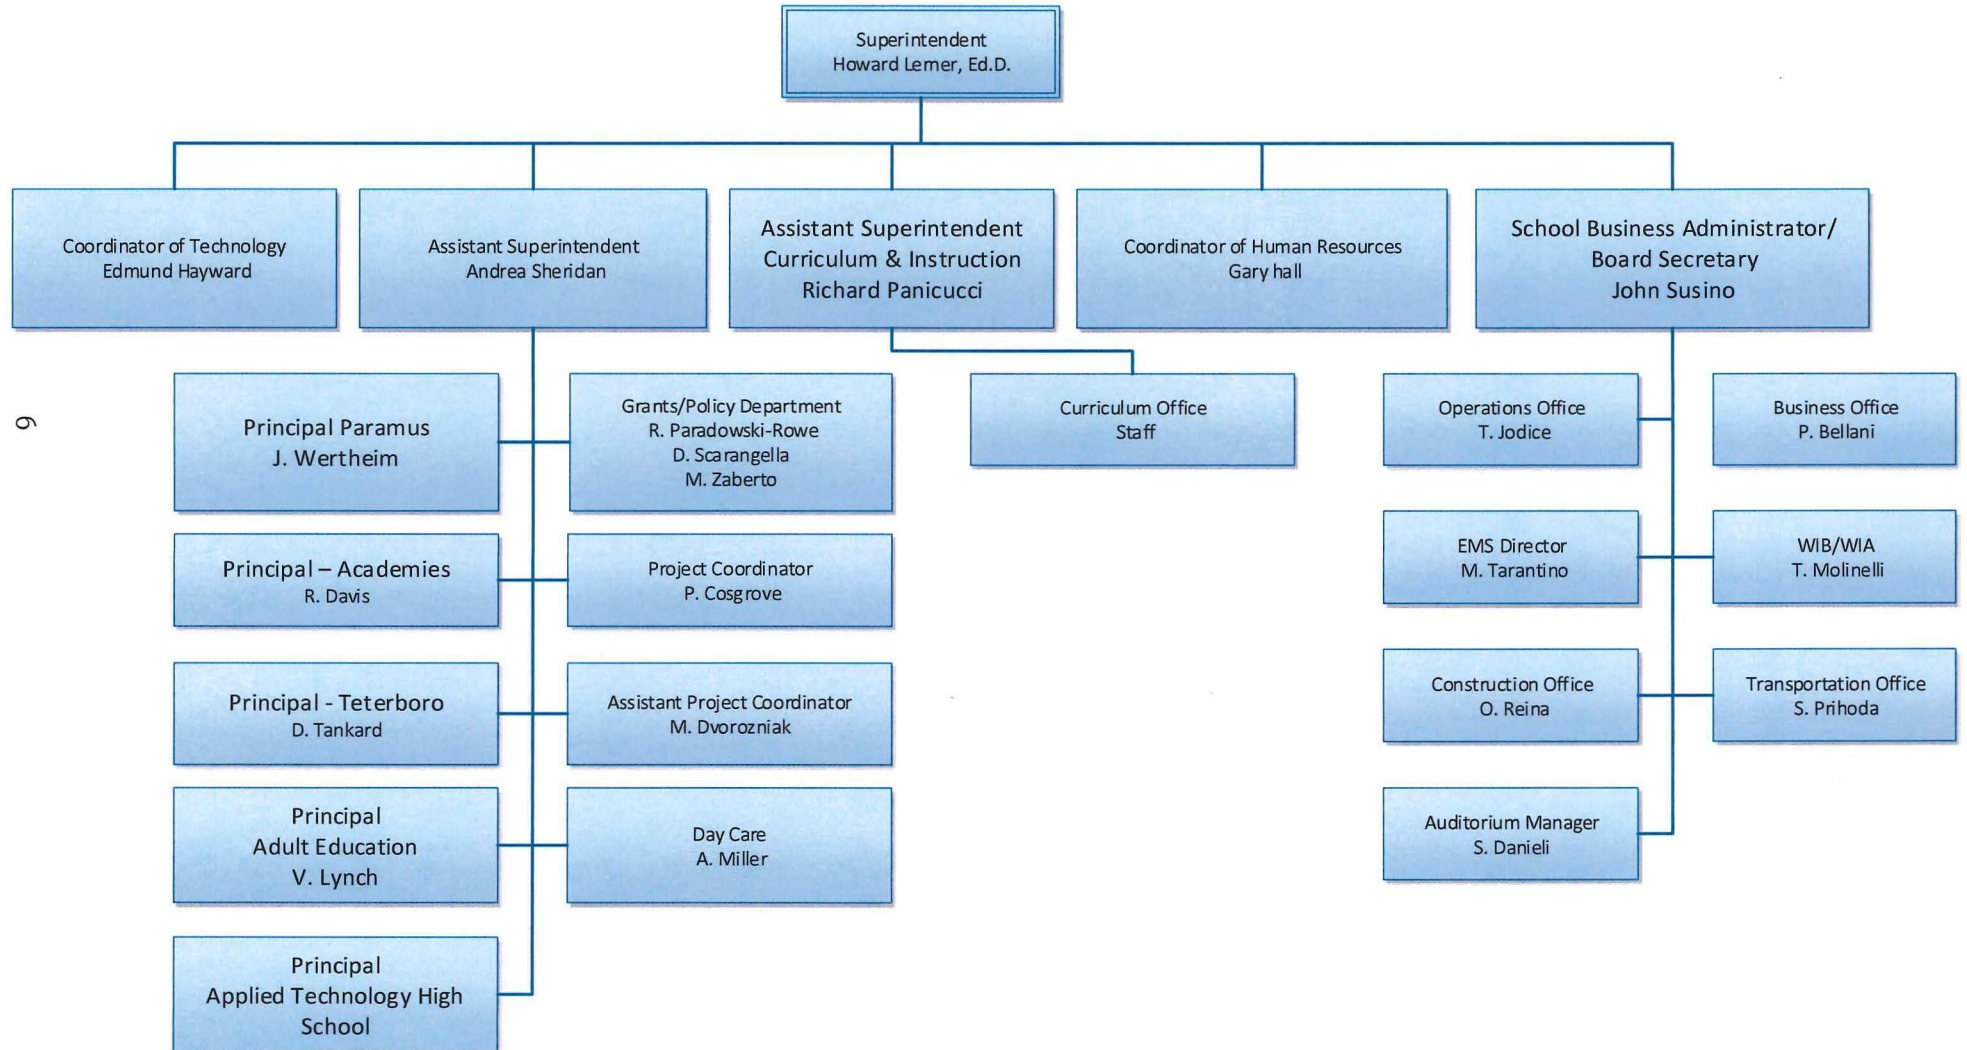 Superintendent
Howard Lerner, Ed.D.
Coordinator of Technology
Edmund Hayward
Assistant Superintendent
Andrea Sheridan
Assistant Superintendent
Curriculum & Instruction
Richard Panicucci
Coordinator of Human Resources
Gary hall
School Business Administrator/
Board Secretary
John Susino
Principal Paramus
J. Wertheim
Grants/Policy Department
R. Paradowski-Rowe
D. Scarangella
M. Zaberto
Curriculum Office
Staff
Operations Office
T. Jodice
Business Office
P. Bellani
Principal – Academies
R. Davis
Project Coordinator
P. Cosgrove
EMS Director
M. Tarantino
WIB/WIA
T. Molinelli
Principal - Teterboro
D. Tankard
Assistant Project Coordinator
M. Dvorozniak
Construction Office
O. Reina
Transportation Office
S. Prihoda
Principal
Adult Education
V. Lynch
Day Care
A. Miller
Auditorium Manager
S. Danieli
Principal
Applied Technology High
School
9